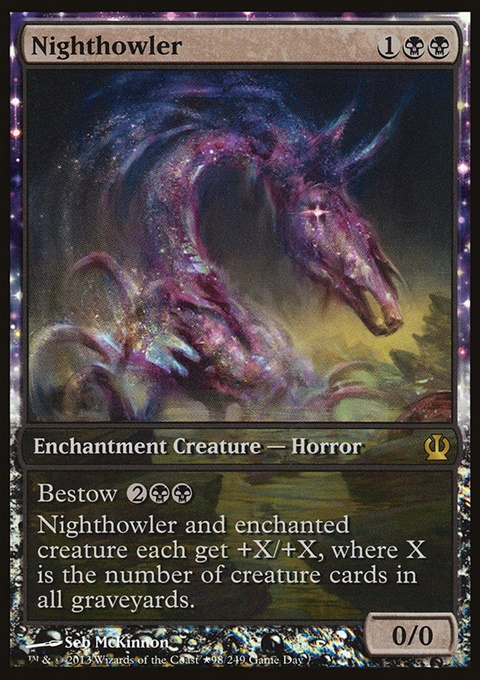 Nighthowler 1
Enchantment Creature — Horror
Bestow 2
Nighthowler and enchanted
creature each get +X/+X, where X
is the number of creature cards in
all graveyards.
Seb McKinnon
™ & © 2013 Wizards of the Coast ★98/249 Game Day
0/0